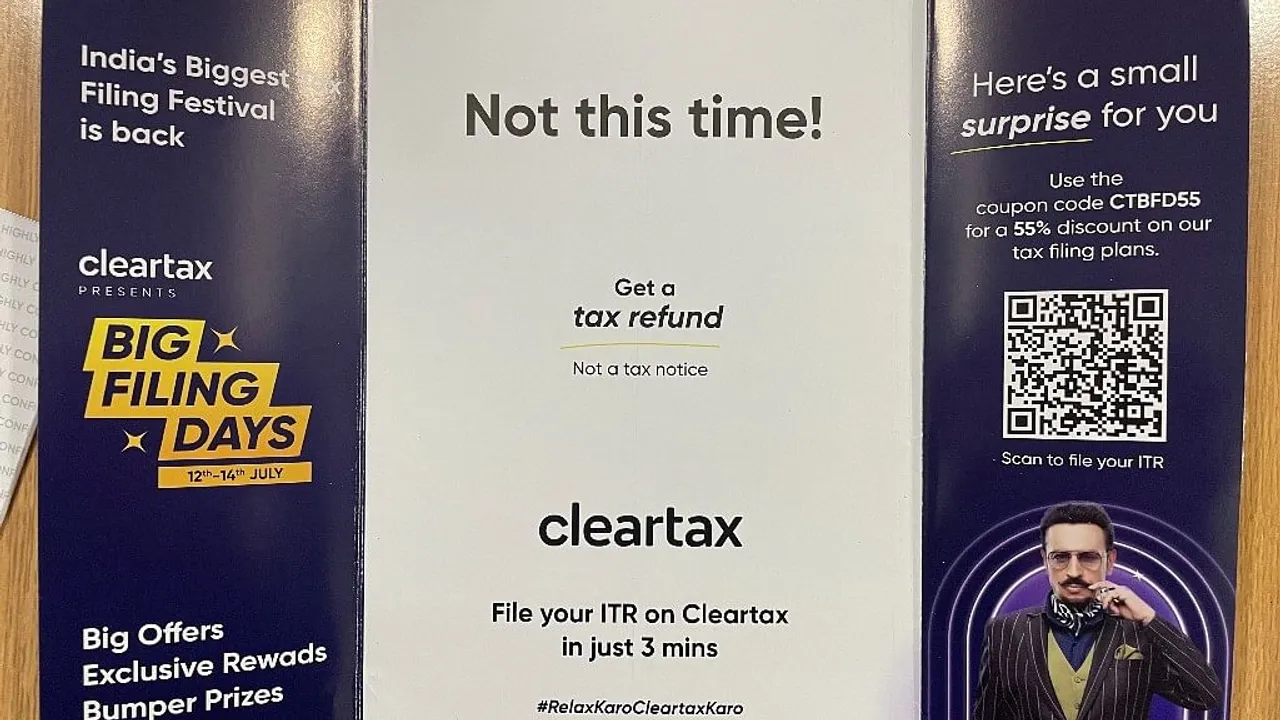 India's Biggest Tax
Filing Festival
is back
cleartax
PRESENTS
BIG
FILING
DAYS
12th-14th JULY
Big Offers
Exclusive Rewads
Bumper Prizes
Not this time!
Get a
tax refund
Not a tax notice
cleartax
File your ITR on Cleartax
in just 3 mins
#RelaxKaroCleartaxKaro
Here's a small
surprise for you
Use the
coupon code CTBFD55
for a 55% discount on our
tax filing plans.
Scan to file your ITR
HIGHLY